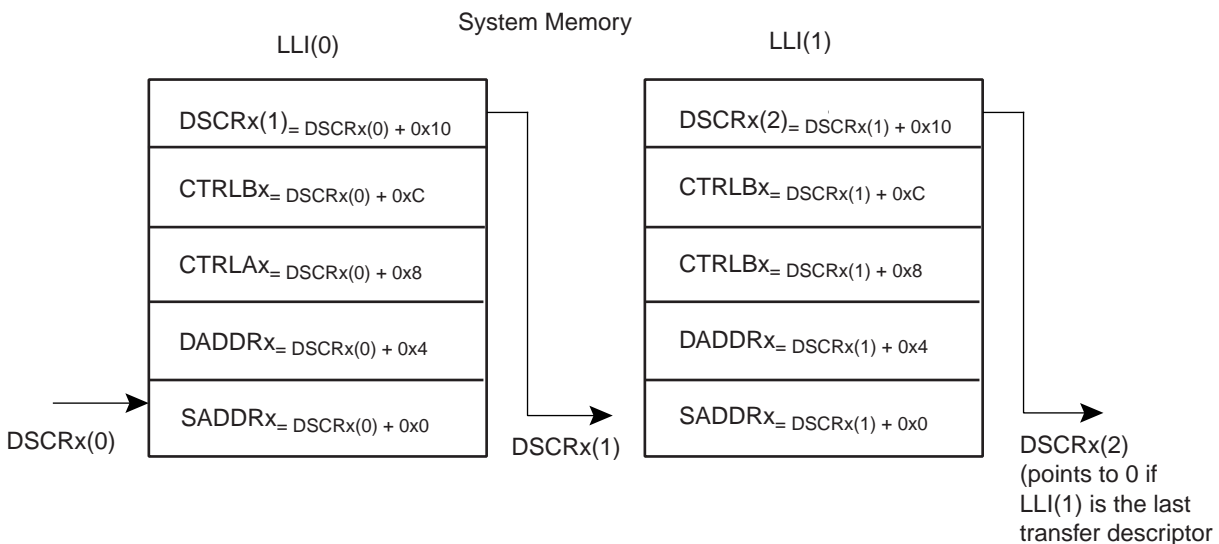 System Memory
LLI(0)
LLI(1)
DSCRx(1)= DSCRx(0) + 0x10
CTRLBx= DSCRx(0) + 0xC
CTRLAx= DSCRx(0) + 0x8
DADDRx= DSCRx(0) + 0x4
SADDRx= DSCRx(0) + 0x0
DSCRx(0)
DSCRx(1)
DSCRx(2)= DSCRx(1) + 0x10
CTRLBx= DSCRx(1) + 0xC
CTRLBx= DSCRx(1) + 0x8
DADDRx= DSCRx(1) + 0x4
SADDRx= DSCRx(1) + 0x0
DSCRx(2)
(points to 0 if
LLI(1) is the last
transfer descriptor